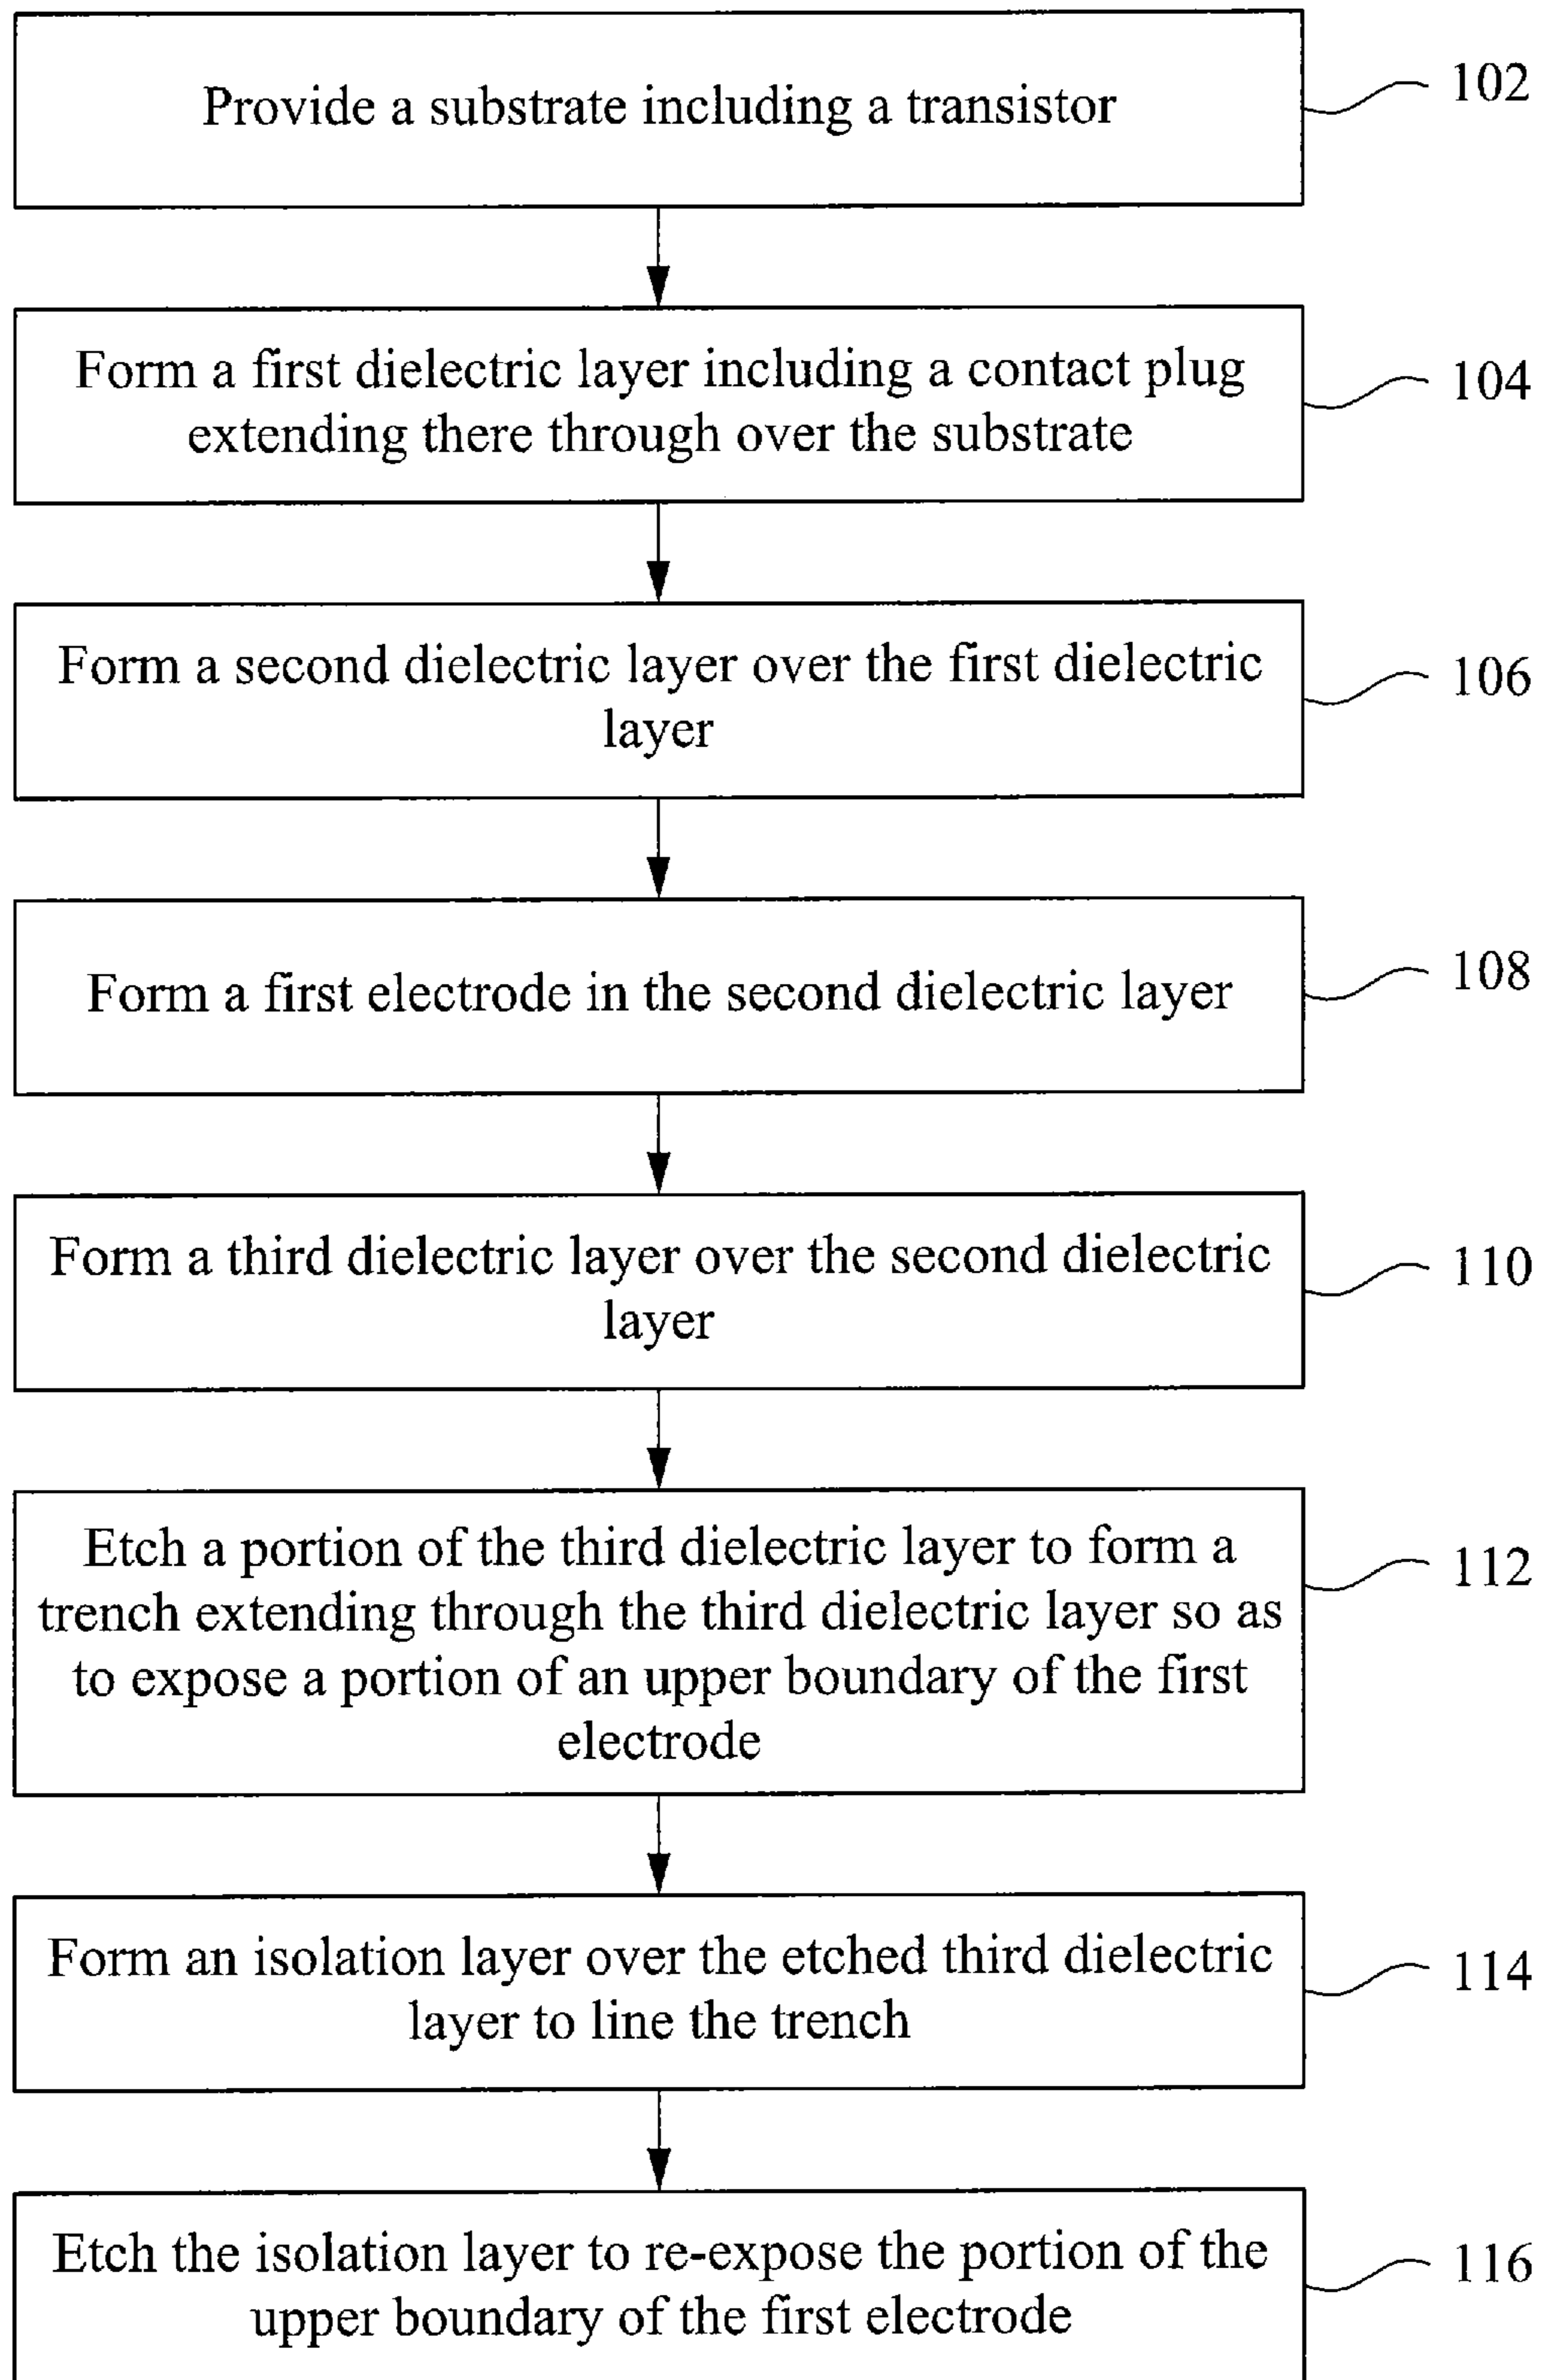 Provide a substrate including a transistor
102
Form a first dielectric layer including a contact plug
extending there through over the substrate
104
Form a second dielectric layer over the first dielectric
layer
106
Form a first electrode in the second dielectric layer
108
Form a third dielectric layer over the second dielectric
layer
110
Etch a portion of the third dielectric layer to form a
trench extending through the third dielectric layer so as
to expose a portion of an upper boundary of the first
electrode
112
Form an isolation layer over the etched third dielectric
layer to line the trench
114
Etch the isolation layer to re-expose the portion of the
upper boundary of the first electrode
116